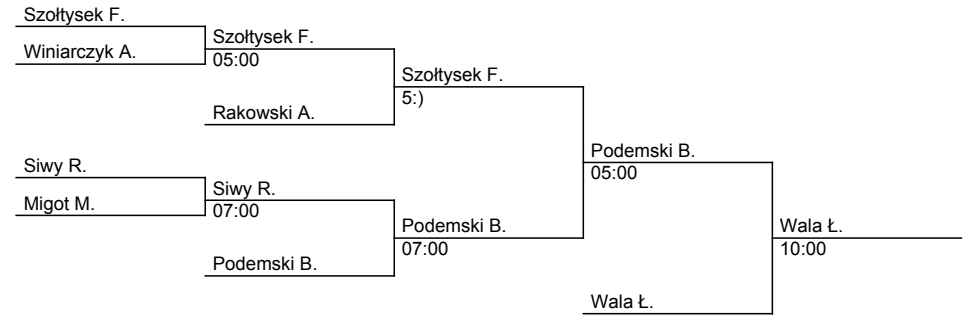 Szołtysek F.
Winiarczyk A.
Szołtysek F.
05:00
Rakowski A.
Szołtysek F.
5:)
Siwy R.
Migot M.
Siwy R.
07:00
Podemski B.
Podemski B.
07:00
Podemski B.
05:00
Wala Ł.
Wala Ł.
10:00